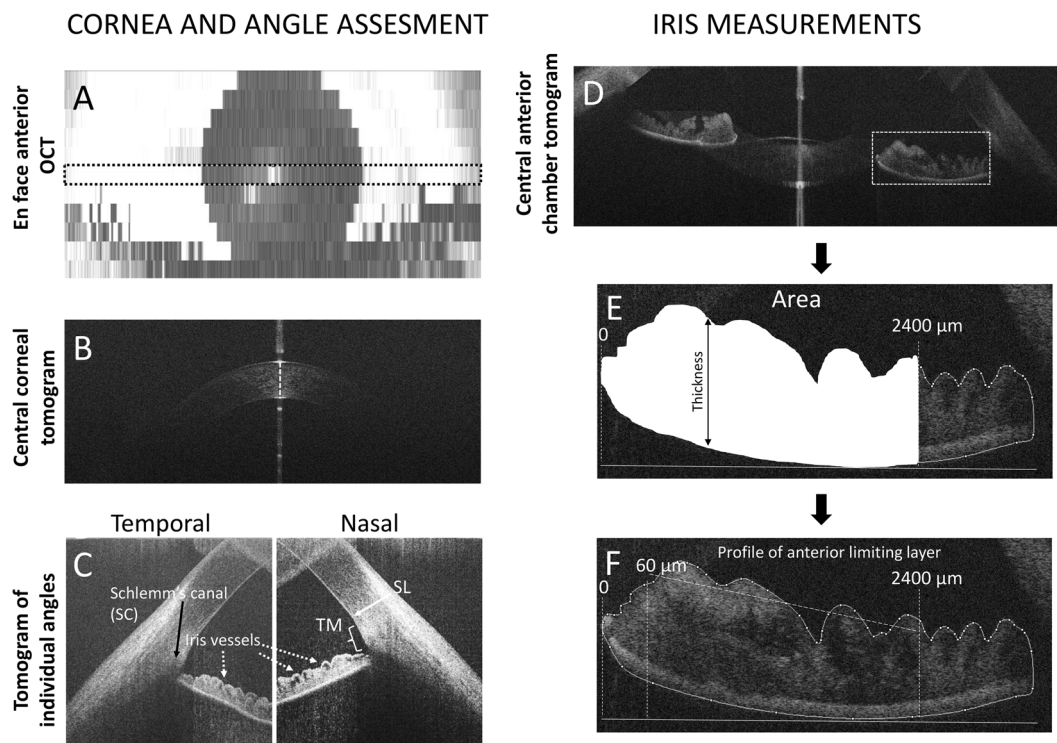 CORNEA AND ANGLE ASSESMENT
IRIS MEASUREMENTS
En face anterior
OCT
A
Central corneal
tomogram
B
Temporal
Nasal
Tomogram of
individual angles
C
Schlemm's canal
(SC)
Iris vessels
SL
TM
Central anterior
chamber tomogram
D
E
Area
0
2400 µm
Thickness
F
Profile of anterior limiting layer
0
60 µm
2400 µm